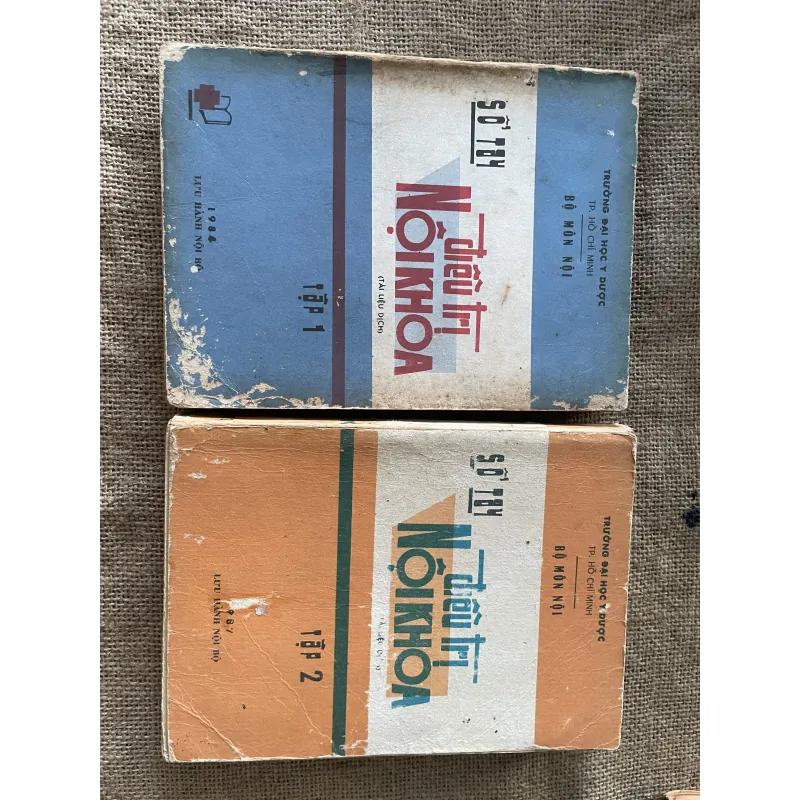 TRƯỜNG ĐẠI HỌC Y DƯỢC
TP. HỒ CHÍ MINH
BỘ MÔN NỘI
SỔ TAY
điều trị
NỘI KHOA
(TÀI LIỆU DỊCH)
TẬP 1
1984
LƯU HÀNH NỘI BỘ
TRƯỜNG ĐẠI HỌC Y DƯỢC
TP. HỒ CHÍ MINH
BỘ MÔN NỘI
SỔ TAY
điều trị
NỘI KHOA
TẬP 2
LƯU HÀNH NỘI BỘ